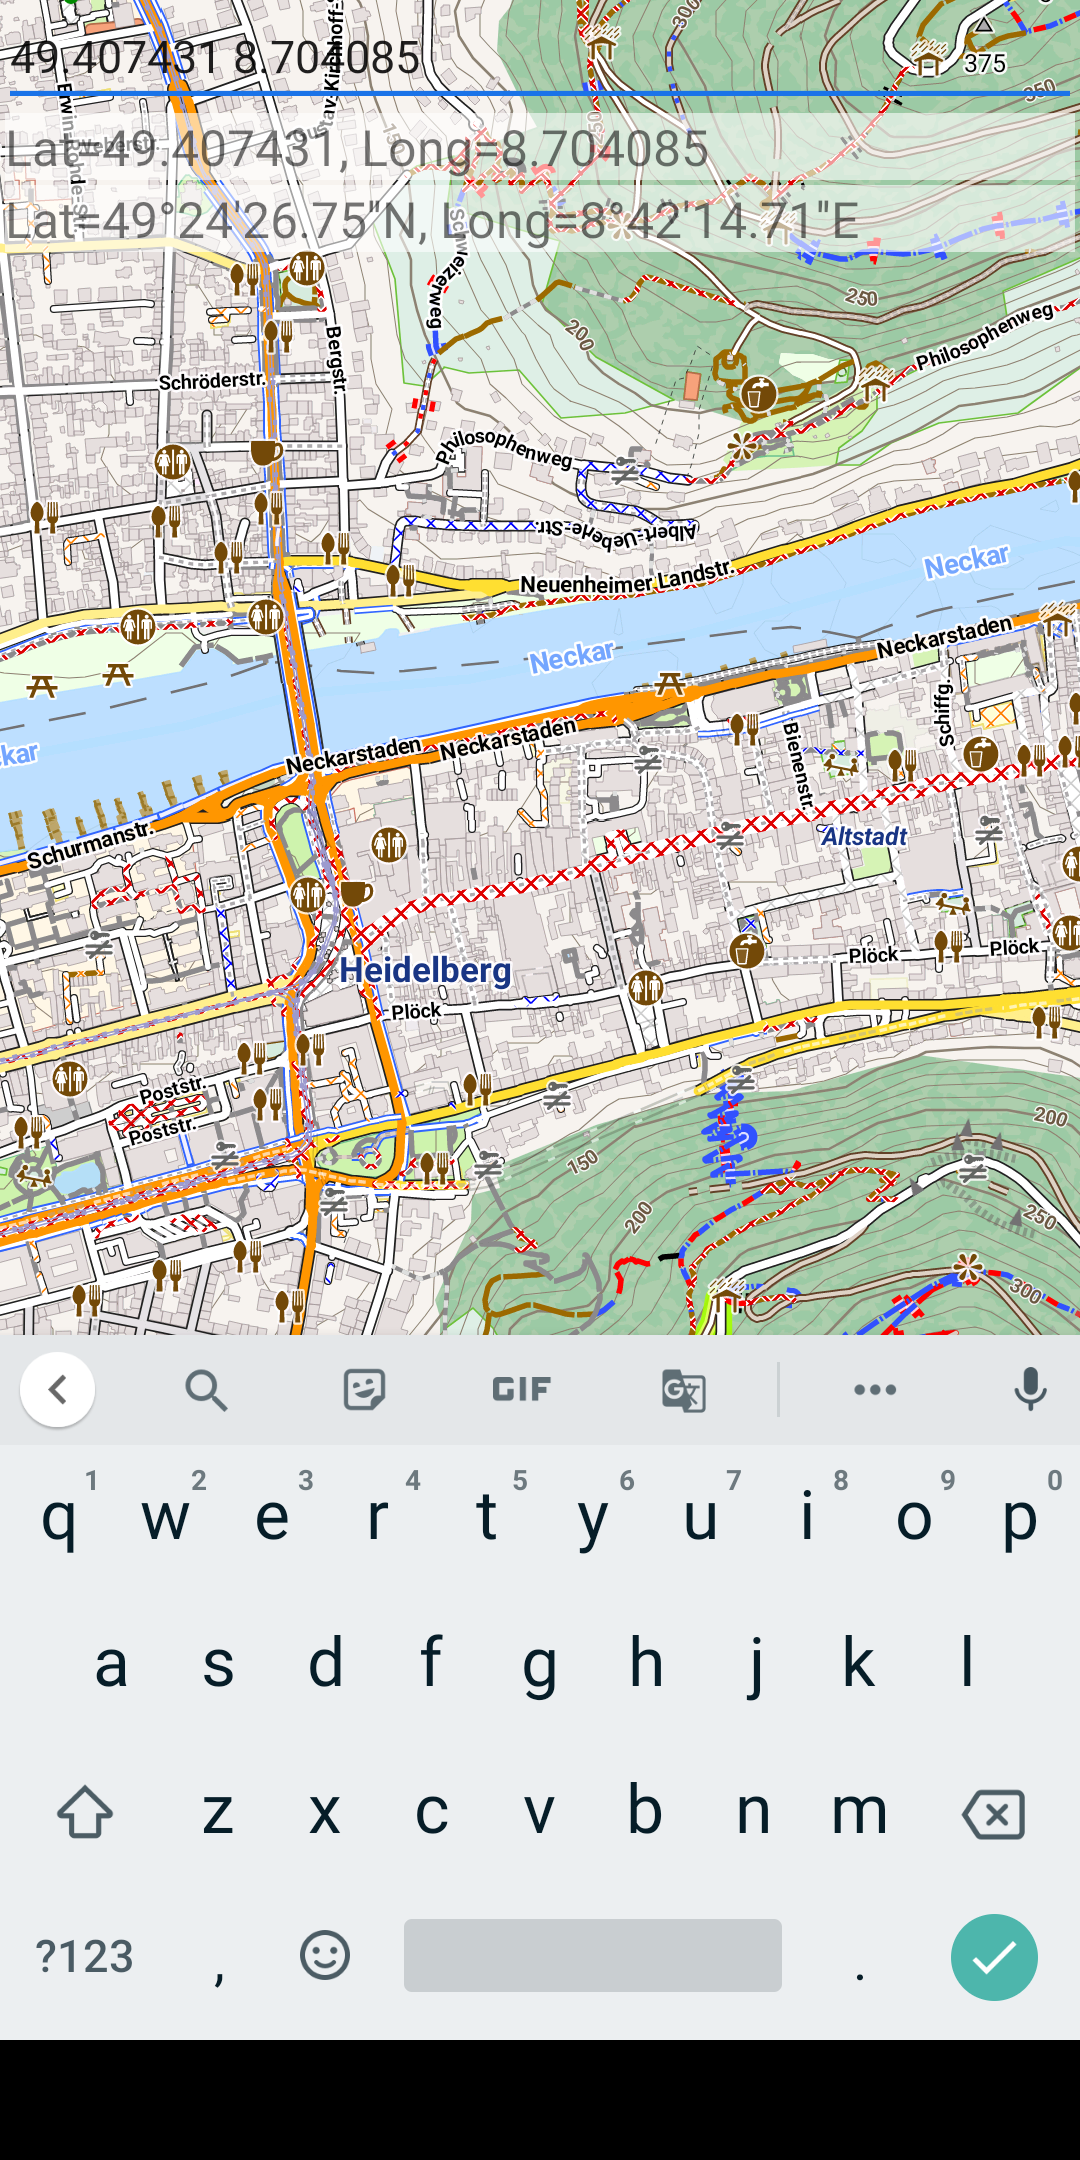 49.407431 8.704085
Lat=49.407431, Long=8.704085
Lat=49°24'26.75"N, Long=8°42'14.71"E
375
350
300
250
250
200
150
Schweizerweg
Bergstr.
Schröderstr.
Philosophenweg
Philosophenweg
Albert-Ueberle-Str.
Neuenheimer Landstr.
Neckar
Neckar
Neckarstaden
Neckarstaden
Neckarstaden
Schurmanstr.
Bienenstr.
Schiffg.
Altstadt
Heidelberg
Plöck
Plöck
Plöck
Poststr.
Poststr.
150
200
200
250
300
GIF
1 2 3 4 5 6 7 8 9 0
q w e r t y u i o p
a s d f g h j k l
z x c v b n m
?123 , .